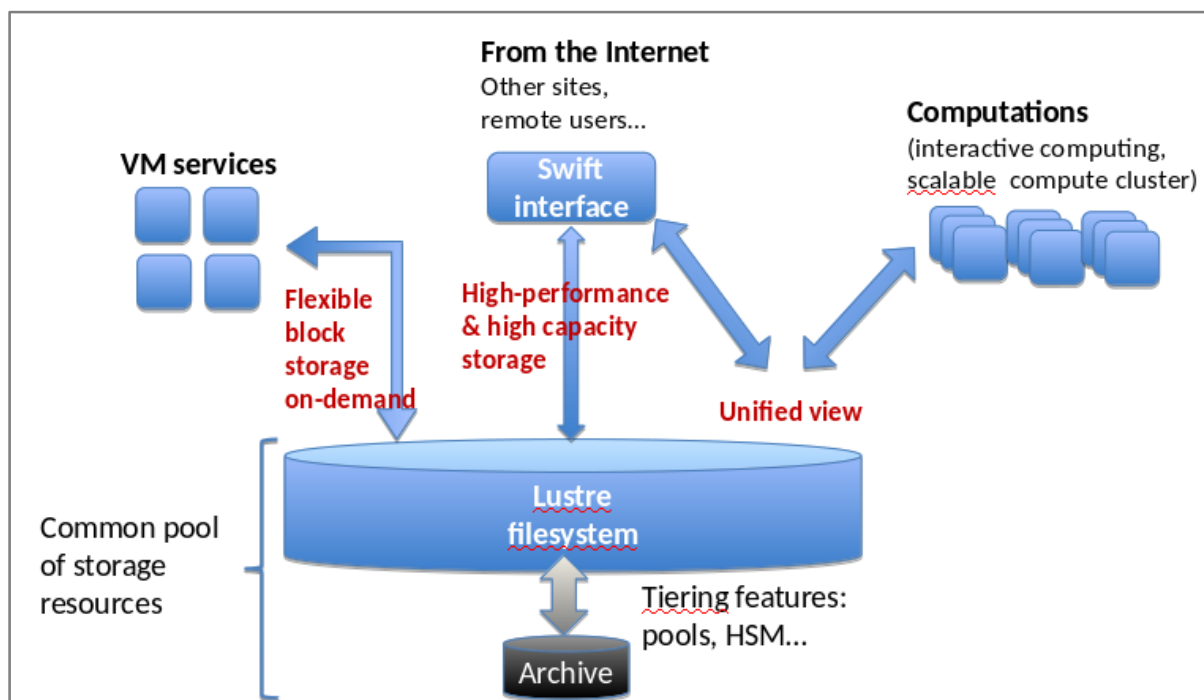 From the Internet
Other sites,
remote users...
Computations
(interactive computing,
scalable compute cluster)
VM services
Swift
interface
Flexible
block
storage
on-demand
High-performance
& high capacity
storage
Unified view
Lustre
filesystem
Common pool
of storage
resources
Tiering features:
pools, HSM...
Archive